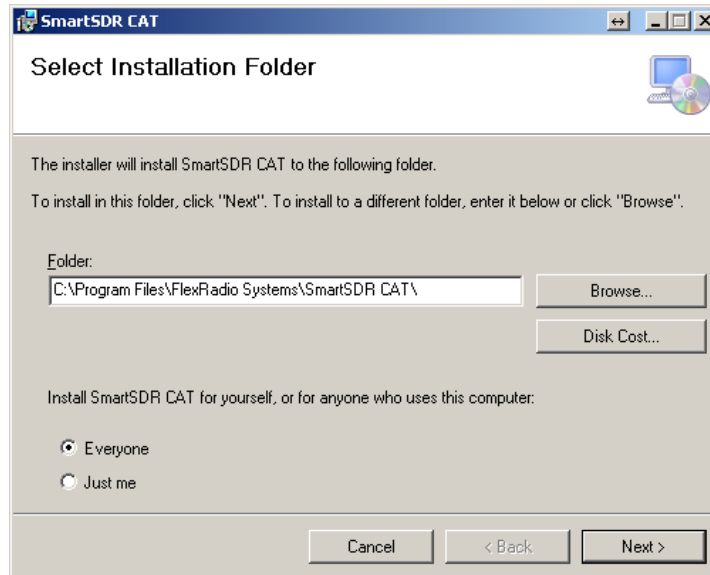 SmartSDR CAT
Select Installation Folder
The installer will install SmartSDR CAT to the following folder.
To install in this folder, click "Next". To install to a different folder, enter it below or click "Browse".
Folder:
C:\Program Files\FlexRadio Systems\SmartSDR CAT\
Browse...
Disk Cost...
Install SmartSDR CAT for yourself, or for anyone who uses this computer:
Everyone
Just me
Cancel
< Back
Next >